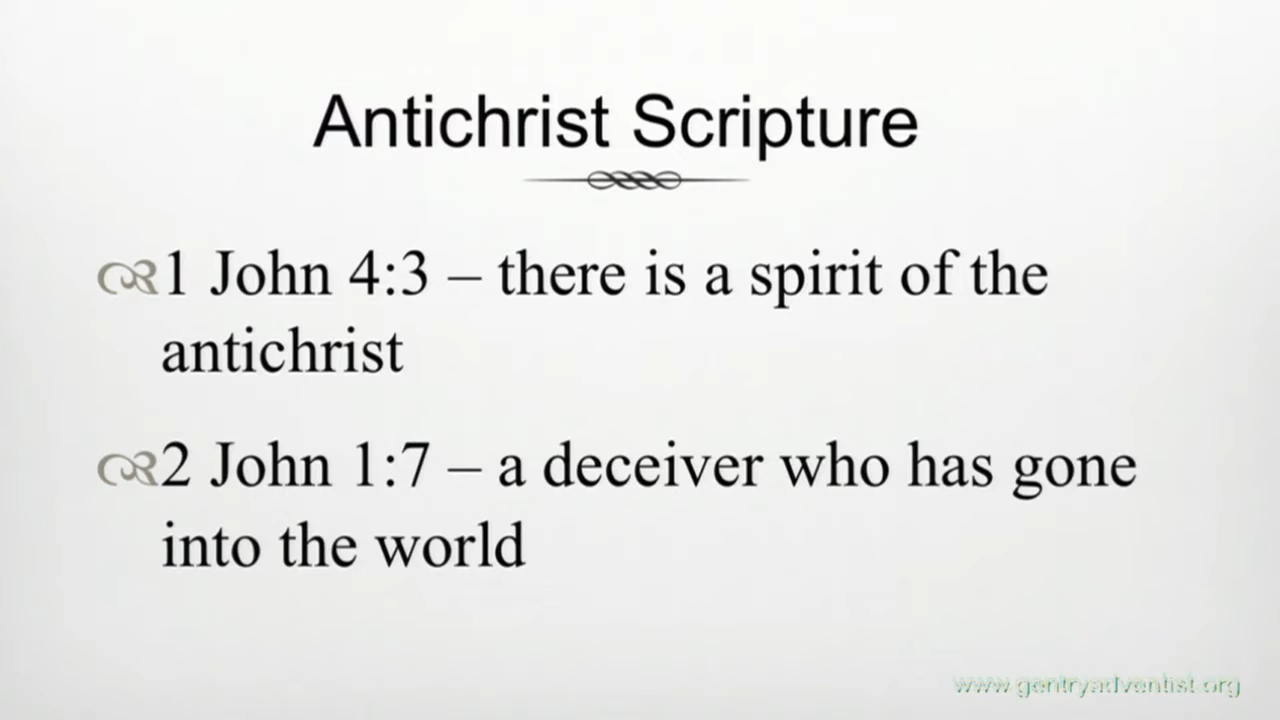 Antichrist Scripture
1 John 4:3 – there is a spirit of the
antichrist
2 John 1:7 – a deceiver who has gone
into the world
www.gentryadventist.org